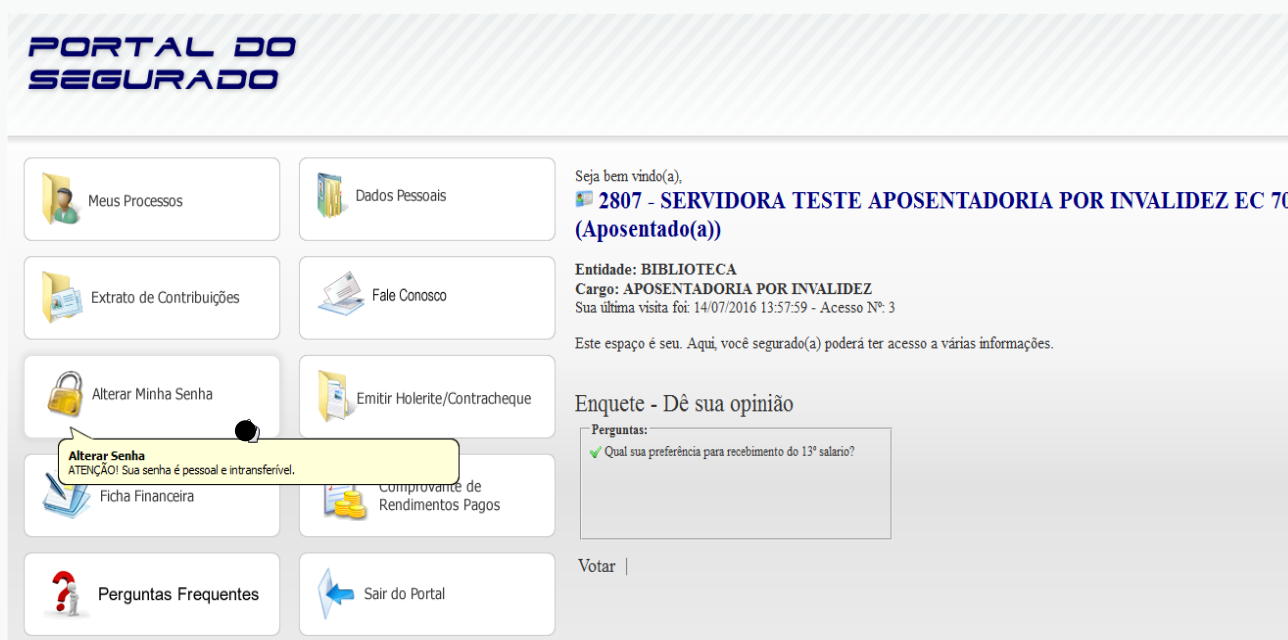 PORTAL DO
SEGURADO
Meus Processos
Dados Pessoais
Extrato de Contribuições
Fale Conosco
Alterar Minha Senha
Emitir Holerite/Contracheque
Alterar Senha
ATENÇÃO! Sua senha é pessoal e intransferível.
Ficha Financeira
Comprovante de
Rendimentos Pagos
Perguntas Frequentes
Sair do Portal
Seja bem vindo(a),
2807 - SERVIDORA TESTE APOSENTADORIA POR INVALIDEZ EC 70
(Aposentado(a))
Entidade: BIBLIOTECA
Cargo: APOSENTADORIA POR INVALIDEZ
Sua última visita foi: 14/07/2016 13:57:59 - Acesso Nº: 3
Este espaço é seu. Aqui, você segurado(a) poderá ter acesso a várias informações.
Enquete - Dê sua opinião
Perguntas:
Qual sua preferência para recebimento do 13º salario?
Votar |